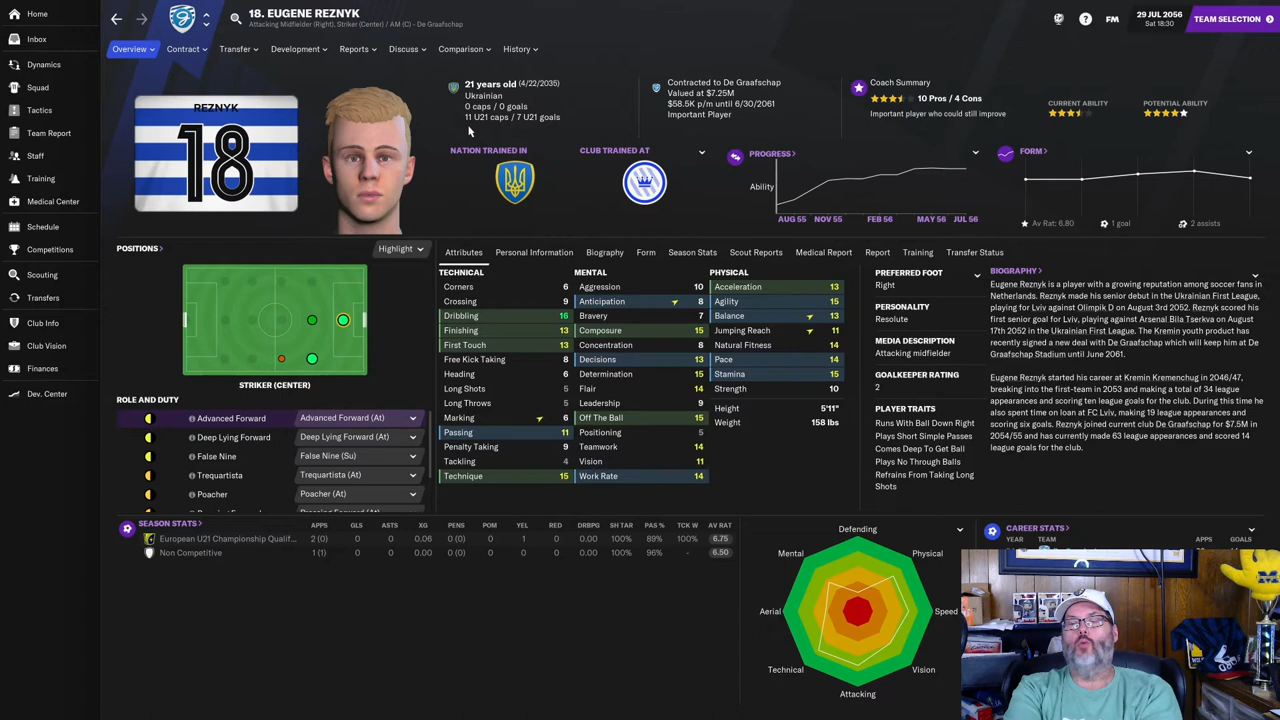 Home
Inbox
Dynamics
Squad
Tactics
Team Report
Staff
Training
Medical Center
Schedule
Competitions
Scouting
Transfers
Club Info
Club Vision
Finances
Dev. Center
18. EUGENE REZNYK
Attacking Midfielder (Right), Striker (Center) / AM (C) - De Graafschap
FM
29 JUL 2056
Sat 18:30
TEAM SELECTION
Overview
Contract
Transfer
Development
Reports
Discuss
Comparison
History
REZNYK
18
21 years old (4/22/2035)
Ukrainian
0 caps / 0 goals
11 U21 caps / 7 U21 goals
Contracted to De Graafschap
Valued at $7.25M
$58.5K p/m until 6/30/2061
Important Player
Coach Summary
10 Pros / 4 Cons
Important player who could still improve
CURRENT ABILITY
POTENTIAL ABILITY
NATION TRAINED IN
CLUB TRAINED AT
PROGRESS
Ability
AUG 55 NOV 55 FEB 56 MAY 56 JUL 56
FORM
Av Rat: 6.80
1 goal
2 assists
POSITIONS
Highlight
STRIKER (CENTER)
ROLE AND DUTY
Advanced Forward Advanced Forward (At)
Deep Lying Forward Deep Lying Forward (At)
False Nine False Nine (Su)
Trequartista Trequartista (At)
Poacher Poacher (At)
Attributes
Personal Information
Biography
Form
Season Stats
Scout Reports
Medical Report
Report
Training
Transfer Status
TECHNICAL
Corners 6
Crossing 9
Dribbling 16
Finishing 13
First Touch 13
Free Kick Taking 8
Heading 6
Long Shots 5
Long Throws 5
Marking 6
Passing 11
Penalty Taking 9
Tackling 4
Technique 15
MENTAL
Aggression 10
Anticipation 8
Bravery 7
Composure 15
Concentration 8
Decisions 13
Determination 15
Flair 14
Leadership 9
Off The Ball 15
Positioning 5
Teamwork 14
Vision 11
Work Rate 14
PHYSICAL
Acceleration 13
Agility 15
Balance 13
Jumping Reach 11
Natural Fitness 14
Pace 14
Stamina 15
Strength 10
Height 5'11"
Weight 158 lbs
PREFERRED FOOT
Right
PERSONALITY
Resolute
MEDIA DESCRIPTION
Attacking midfielder
GOALKEEPER RATING
2
PLAYER TRAITS
Runs With Ball Down Right
Plays Short Simple Passes
Comes Deep To Get Ball
Plays No Through Balls
Refrains From Taking Long
Shots
BIOGRAPHY
Eugene Reznyk is a player with a growing reputation among soccer fans in
Netherlands. Reznyk made his senior debut in the Ukrainian First League,
playing for Lviv against Olimpik D on August 3rd 2052. Reznyk scored his
first senior goal for Lviv, playing against Arsenal Bila Tserkva on August
17th 2052 in the Ukrainian First League. The Kremin youth product has
recently signed a new deal with De Graafschap which will keep him at De
Graafschap Stadium until June 2061.
Eugene Reznyk started his career at Kremin Kremenchug in 2046/47,
breaking into the first-team in 2053 and making a total of 34 league
appearances and scoring ten league goals for the club. During this time he
also spent time on loan at FC Lviv, making 19 league appearances and
scoring six goals. Reznyk joined current club De Graafschap for $7.5M in
2054/55 and has currently made 63 league appearances and scored 14
league goals for the club.
SEASON STATS APPS GLS ASTS XG PENS POM YEL RED DRBPG SH TAR PAS % TCK W AV RAT
European U21 Championship Qualif... 2 (0) 0 0 0.06 0 (0) 0 1 0 0.00 100% 89% 100% 6.75
Non Competitive 1 (1) 0 0 0.00 0 (0) 0 0 0 0.00 100% 96% - 6.50
Defending
Physical
Speed
Vision
Attacking
Technical
Aerial
Mental
CAREER STATS
YEAR TEAM APPS GOALS